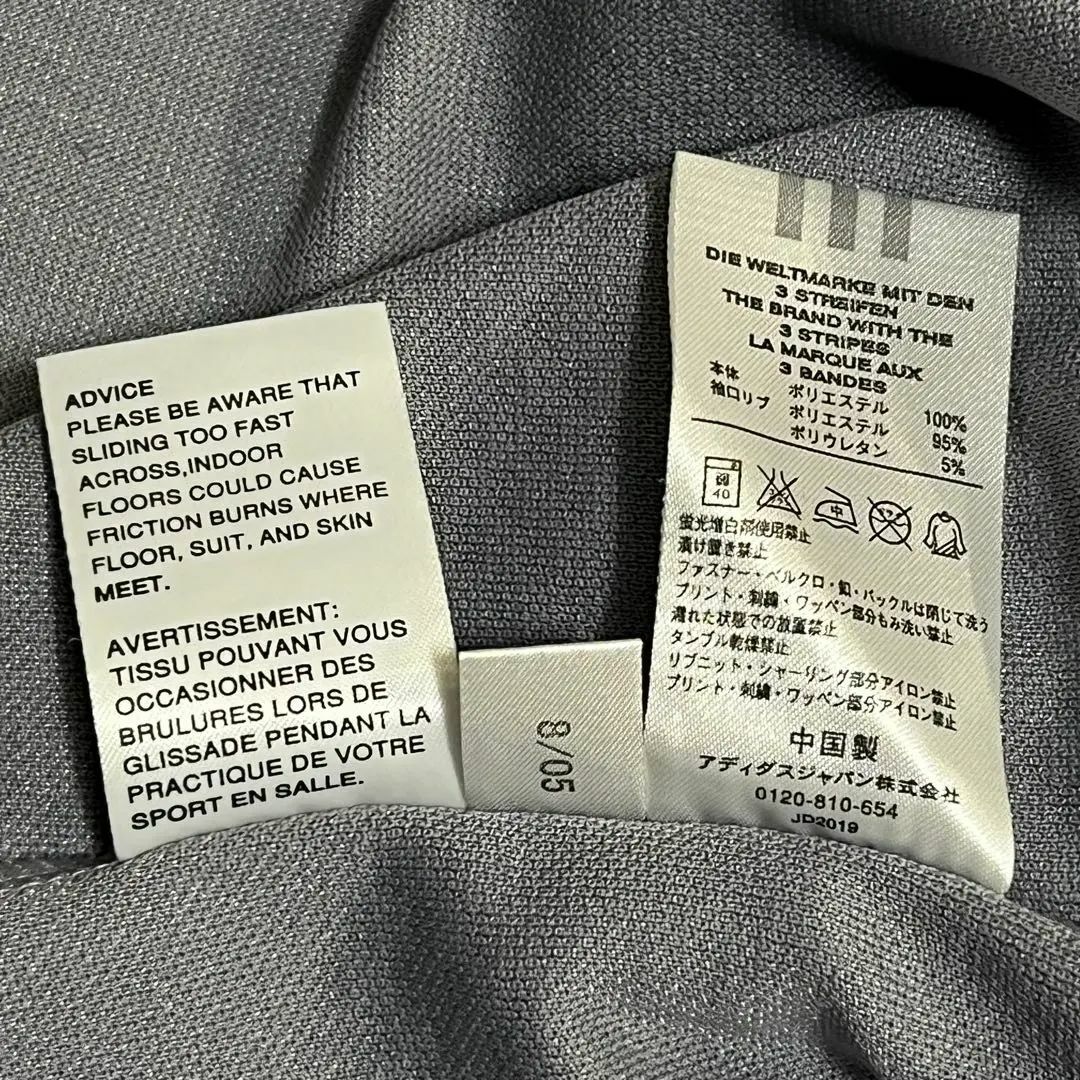 ADVICE
PLEASE BE AWARE THAT
SLIDING TOO FAST
ACROSS,INDOOR
FLOORS COULD CAUSE
FRICTION BURNS WHERE
FLOOR, SUIT, AND SKIN
MEET.
AVERTISSEMENT:
TISSU POUVANT VOUS
OCCASIONNER DES
BRULURES LORS DE
GLISSADE PENDANT LA
PRACTIQUE DE VOTRE
SPORT EN SALLE.
8/05
DIE WELTMARKE MIT DEN
3 STREIFEN
THE BRAND WITH THE
3 STRIPES
LA MARQUE AUX
3 BANDES
本体 ポリエステル 100%
袖口リブ ポリエステル 95%
ポリウレタン 5%
弱
40
中
蛍光増白剤使用禁止
漬け置き禁止
ファスナー・ベルクロ・釦・バックルは閉じて洗う
プリント・刺繍・ワッペン部分もみ洗い禁止
濡れた状態での放置禁止
タンブル乾燥禁止
リブニット・シャーリング部分アイロン禁止
プリント・刺繍・ワッペン部分アイロン禁止
中国製
アディダスジャパン株式会社
0120-810-654
JD2019